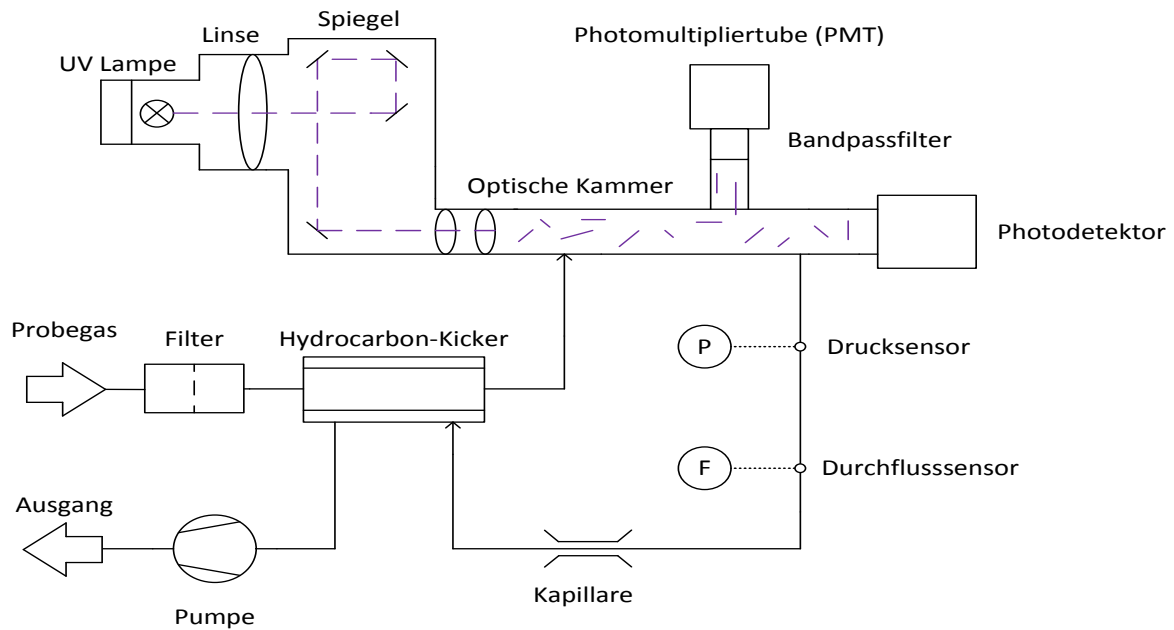 Spiegel
Linse
Photomultipliertube (PMT)
UV Lampe
Bandpassfilter
Optische Kammer
Photodetektor
Probegas
Filter
Hydrocarbon-Kicker
P
Drucksensor
F
Durchflusssensor
Ausgang
Kapillare
Pumpe